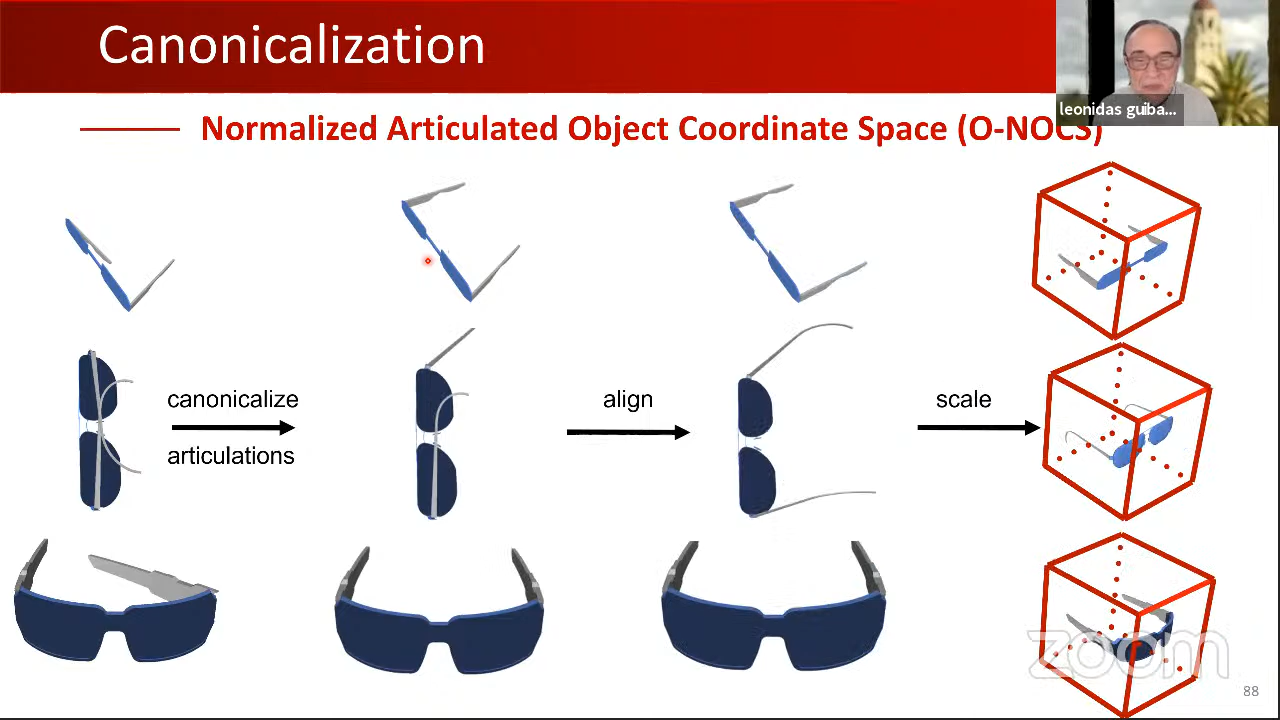 Canonicalization
leonidas guiba...
Normalized Articulated Object Coordinate Space (O-NOCS)
canonicalize
articulations
align
scale
zoom
88